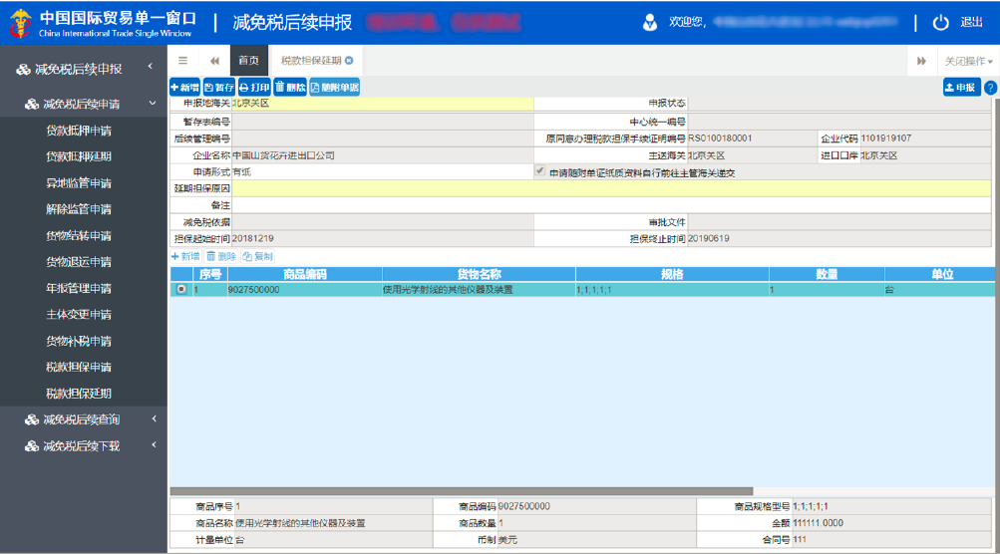 中国国际贸易单一窗口
China International Trade Single Window
减免税后续申报
欢迎您，
退出
减免税后续申报
首页
税款担保延期
关闭操作
减免税后续申请
新增 暂存 打印 删除 随附单据
申报
贷款抵押申请
贷款抵押延期
异地监管申请
解除监管申请
货物结转申请
货物退运申请
年报管理申请
主体变更申请
货物补税申请
税款担保申请
税款担保延期
减免税后续查询
减免税后续下载
申报地海关 北京关区 申报状态
暂存表编号 中心统一编号
后续管理编号 原同意办理税款担保手续证明编号 RS0100180001 企业代码 1101919107
企业名称 中国山货花卉进出口公司 主送海关 北京关区 进口口岸 北京关区
申请形式 有纸 申请随附单证纸质资料自行前往主管海关递交
延期担保原因
备注
减免税依据 审批文件
担保起始时间 20181219 担保终止时间 20190619
新增 删除 复制
序号 商品编码 货物名称 规格 数量 单位
1 9027500000 使用光学射线的其他仪器及装置 1;1;1;1;1 1 台
商品序号 1 商品编码 9027500000 商品规格型号 1;1;1;1;1
商品名称 使用光学射线的其他仪器及装置 商品数量 1 金额 111111.0000
计量单位 台 币制 美元 合同号 111